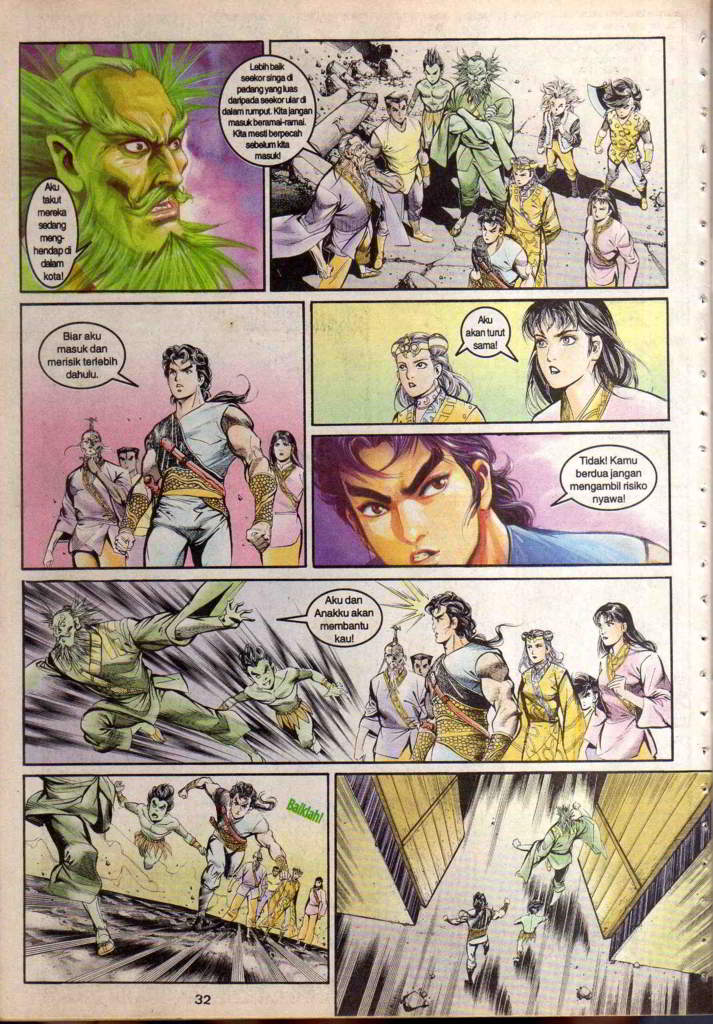 Aku
takut
mereka
sedang
meng-
hendap di
dalam
kota!
Lebih baik
seekor singa di
padang yang luas
daripada seekor ular di
dalam rumput. Kita jangan
masuk beramai-ramai.
Kita mesti berpecah
sebelum kita
masuk!
Biar aku
masuk dan
merisik terlebih
dahulu.
Aku
akan turut
sama!
Tidak! Kamu
berdua jangan
mengambil risiko
nyawa!
Aku dan
Anakku akan
membantu
kau!
Baiklah!
32